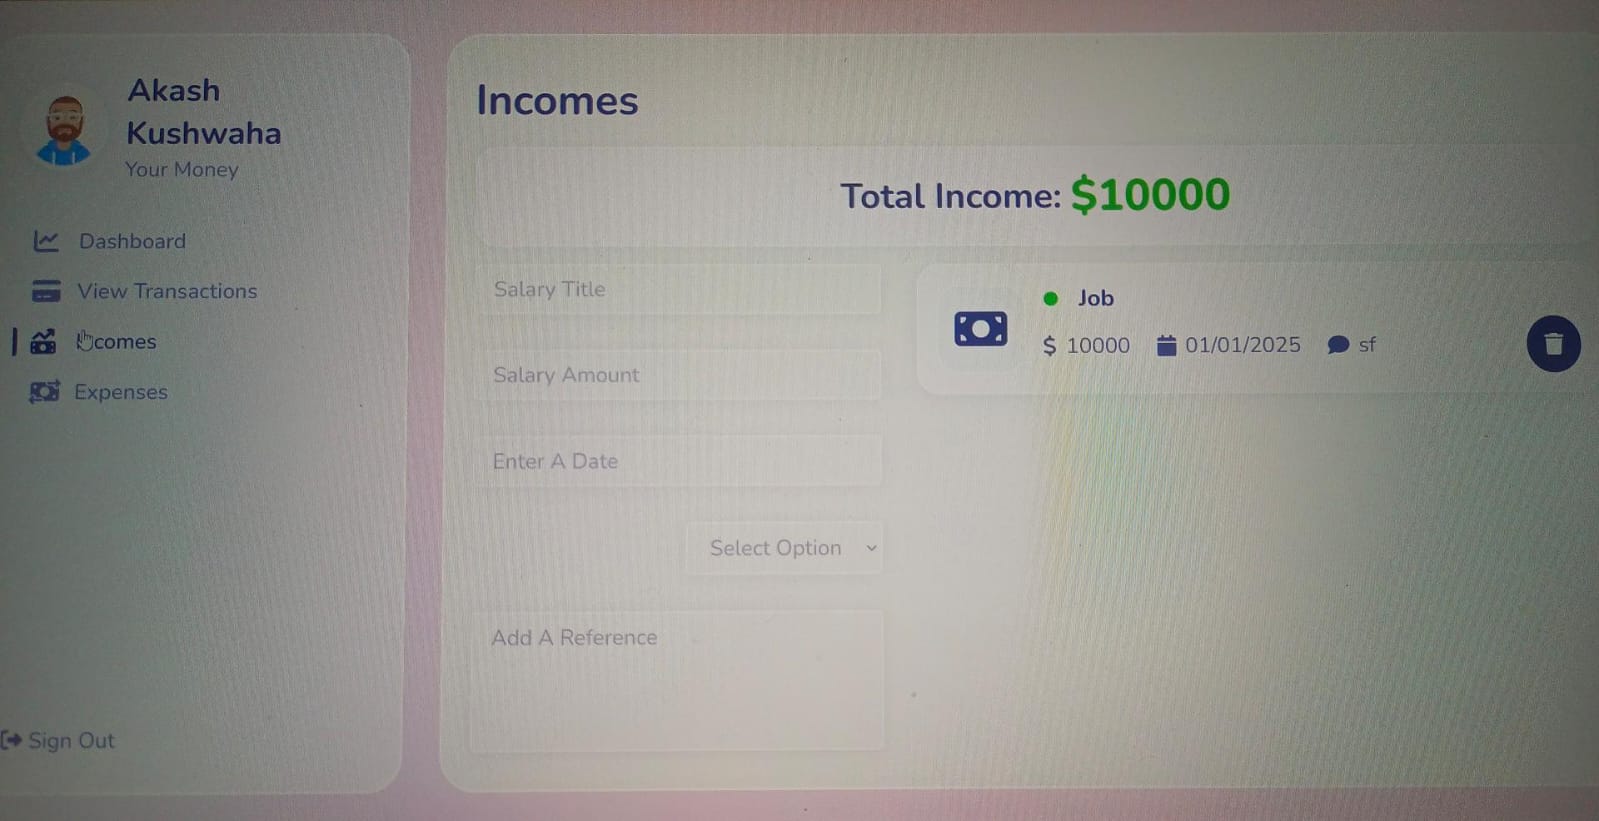 Akash
Kushwaha
Your Money
Dashboard
View Transactions
comes
Expenses
Sign Out
Incomes
Total Income: $10000
Salary Title
Salary Amount
Enter A Date
Select Option
Add A Reference
Job
$ 10000 01/01/2025 sf